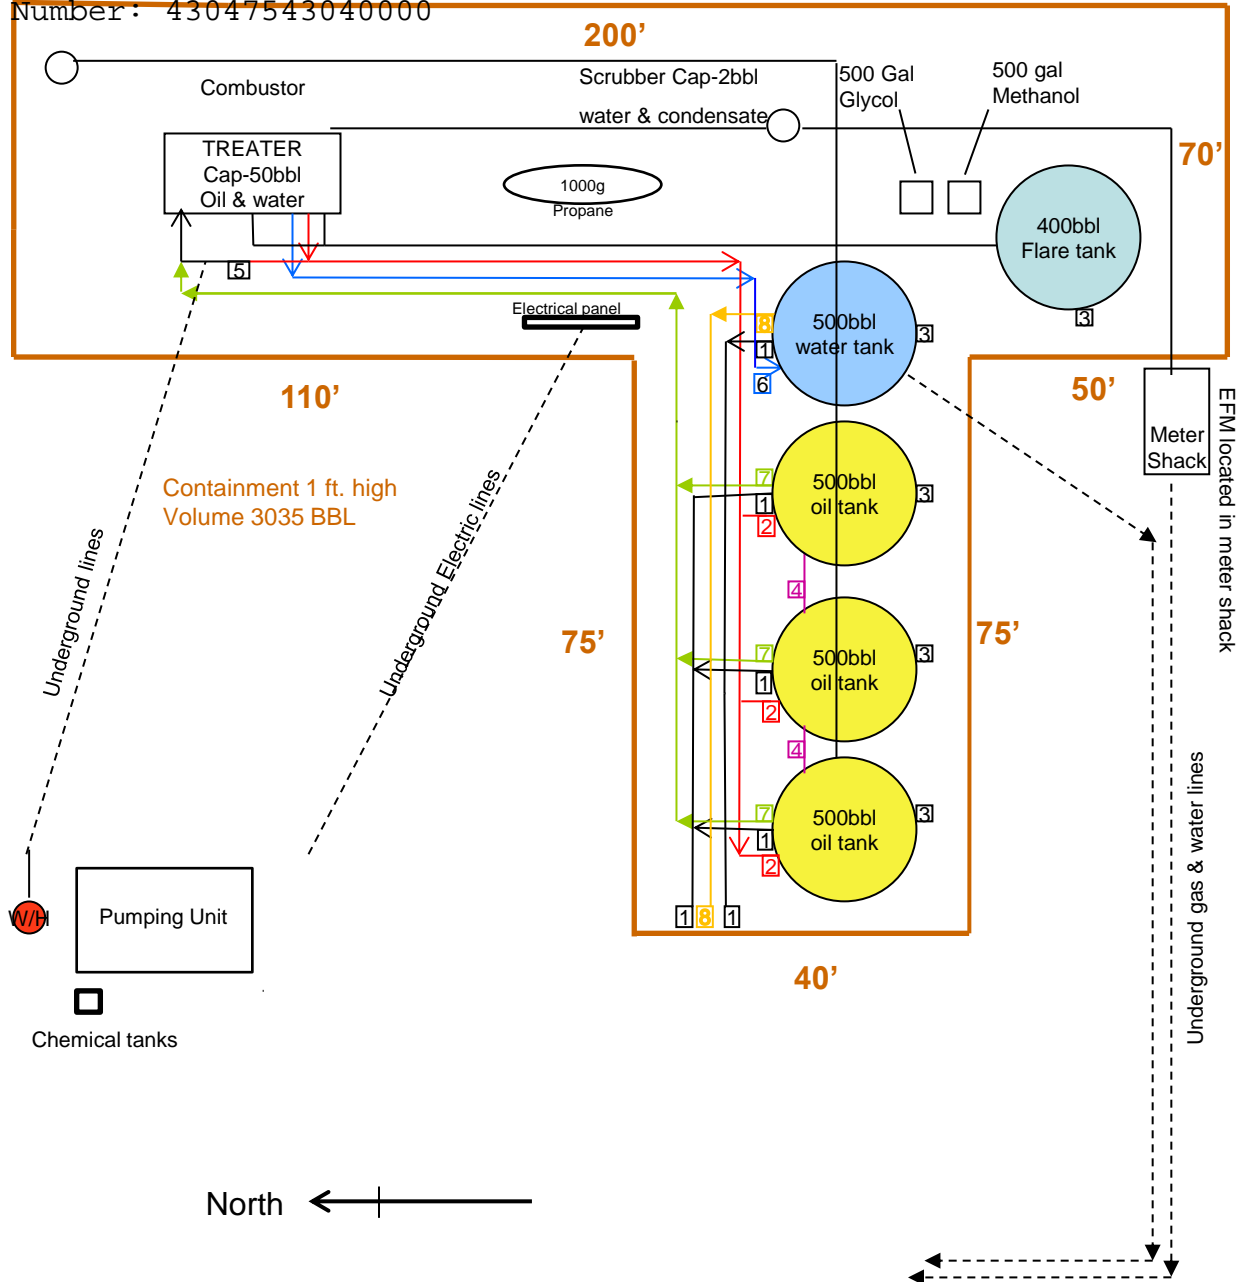 Number: 43047543040000
200’
Combustor
Scrubber Cap-2bbl
water & condensate
500 Gal
Glycol
500 gal
Methanol
70’
TREATER
Cap-50bbl
Oil & water
1000g
Propane
400bbl
Flare tank
3
5
Electrical panel
8
1
6
500bbl
water tank
3
110’
50’
Meter
Shack
EFM located in meter shack
Containment 1 ft. high
Volume 3035 BBL
7
1
2
500bbl
oil tank
3
Underground lines
Underground Electric lines
4
75’
75’
7
1
2
500bbl
oil tank
3
4
7
1
2
500bbl
oil tank
3
Underground gas & water lines
W/H
Pumping Unit
1
8
1
40’
Chemical tanks
North